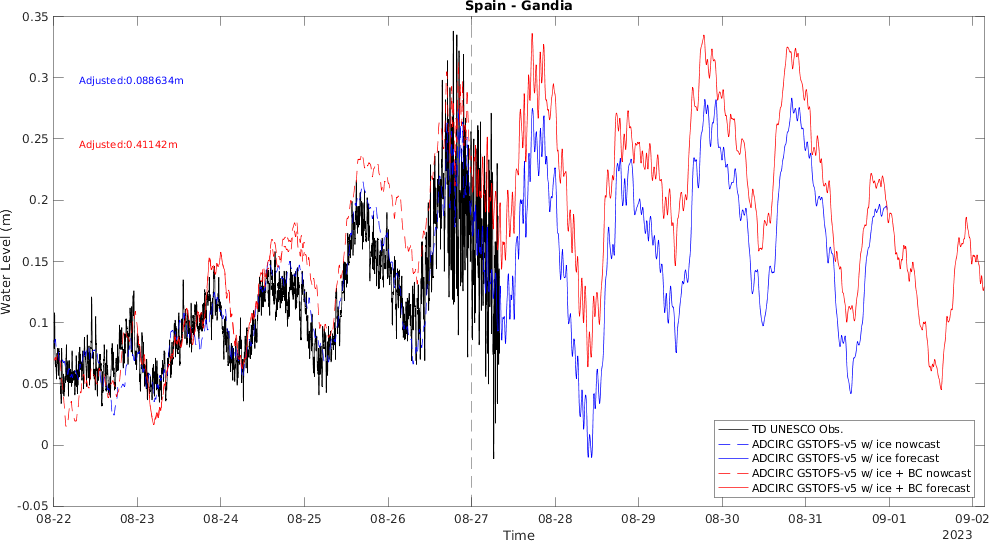 Spain - Gandia
0.35
0.3
0.25
0.2
0.15
0.1
0.05
0
-0.05
Water Level (m)
Adjusted:0.088634m
Adjusted:0.41142m
TD UNESCO Obs.
ADCIRC GSTOFS-v5 w/ ice nowcast
ADCIRC GSTOFS-v5 w/ ice forecast
ADCIRC GSTOFS-v5 w/ ice + BC nowcast
ADCIRC GSTOFS-v5 w/ ice + BC forecast
08-22 08-23 08-24 08-25 08-26 08-27 08-28 08-29 08-30 08-31 09-01 09-02
Time
2023